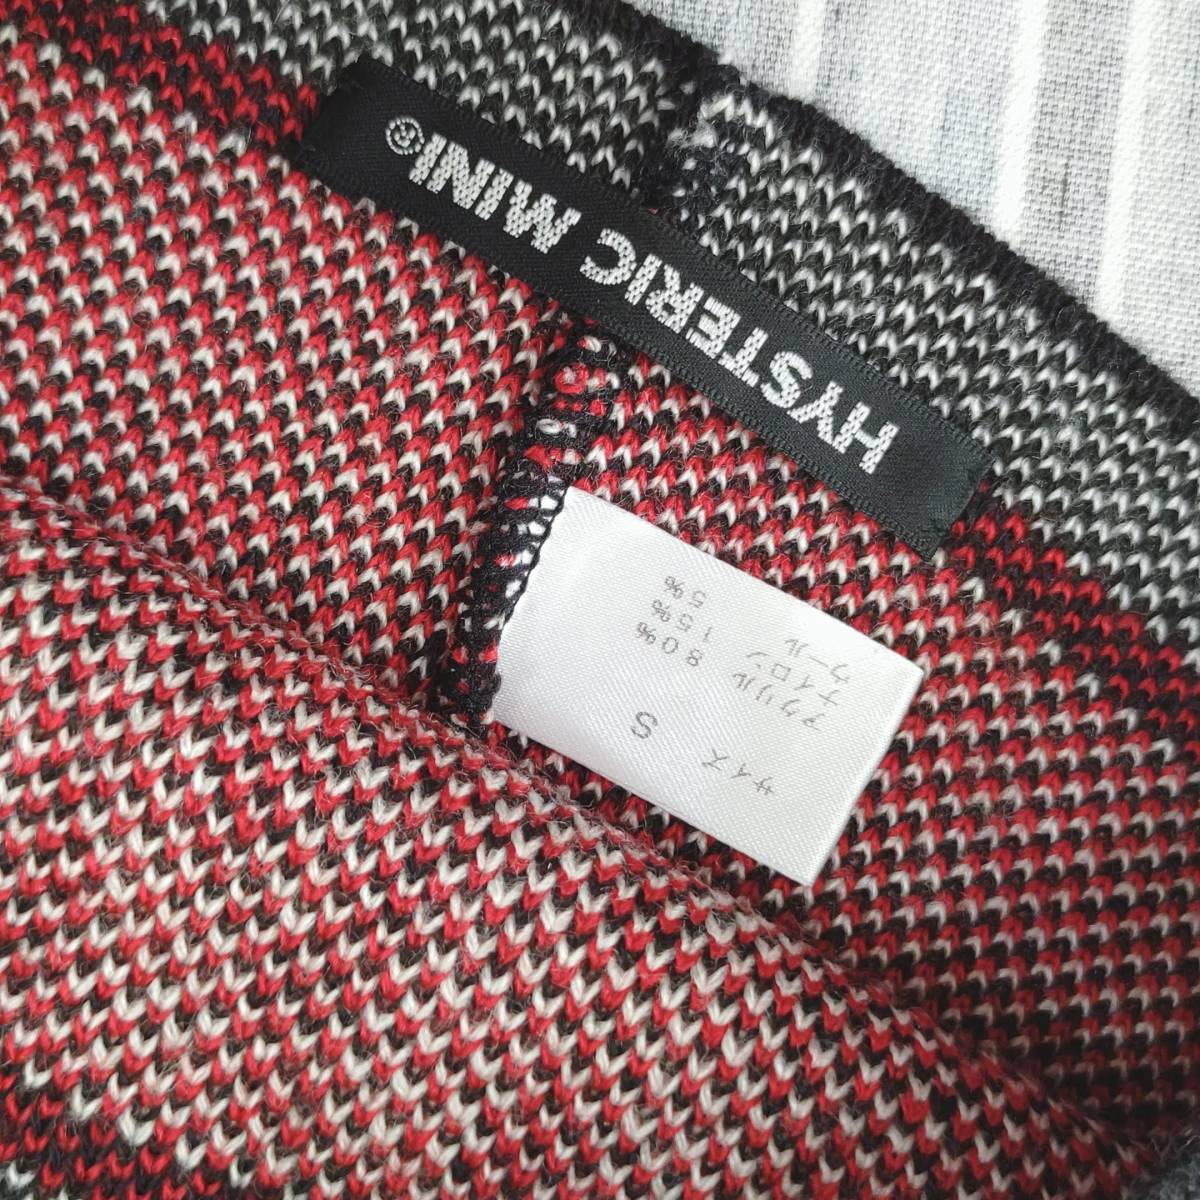 HYSTERIC MINI®
サイズ
S
アクリル 80%
ナイロン 15%
ウール 5%